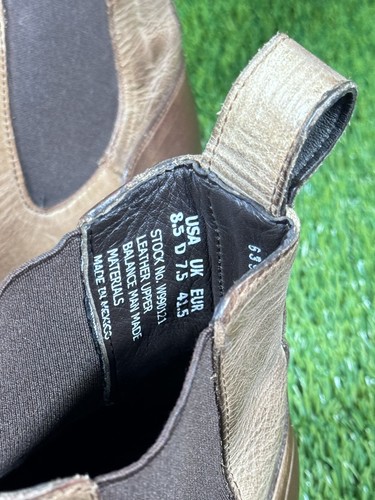 USA UK EUR
8.5 D 7.5 41.5
STOCK No. W090121
LEATHER UPPER
BALANCE MAN MADE
MATERIALS
MADE IN MEXICO